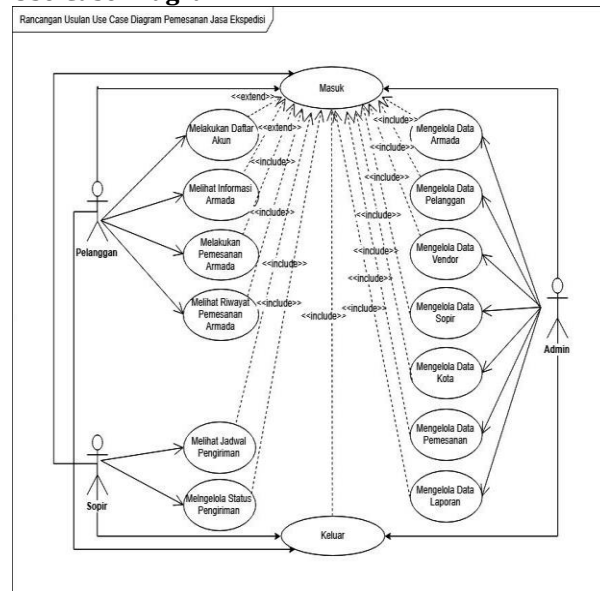 Use Case Diagram
Rancangan Usulan Use Case Diagram Pemesanan Jasa Ekspedisi
Masuk
<<extend>>
Melakukan Daftar
Akun
<<extend>>
<<include>>
Mengelola Data
Armada
<<include>>
<<include>>
Melihat Informasi
Armada
Mengelola Data
Pelanggan
<<include>>
<<include>>
Melakukan
Pemesanan
Armada
Mengelola Data
Vendor
Pelanggan
<<include>>
<<include>>
Melihat Riwayat
Pemesanan
Armada
<<include>>
<<include>>
<<include>>
Mengelola Data
Sopir
Admin
Mengelola Data
Kota
Melihat Jadwal
Pengiriman
Mengelola Data
Pemesanan
Sopir
Melngelola Status
Pengiriman
Mengelola Data
Laporan
Keluar